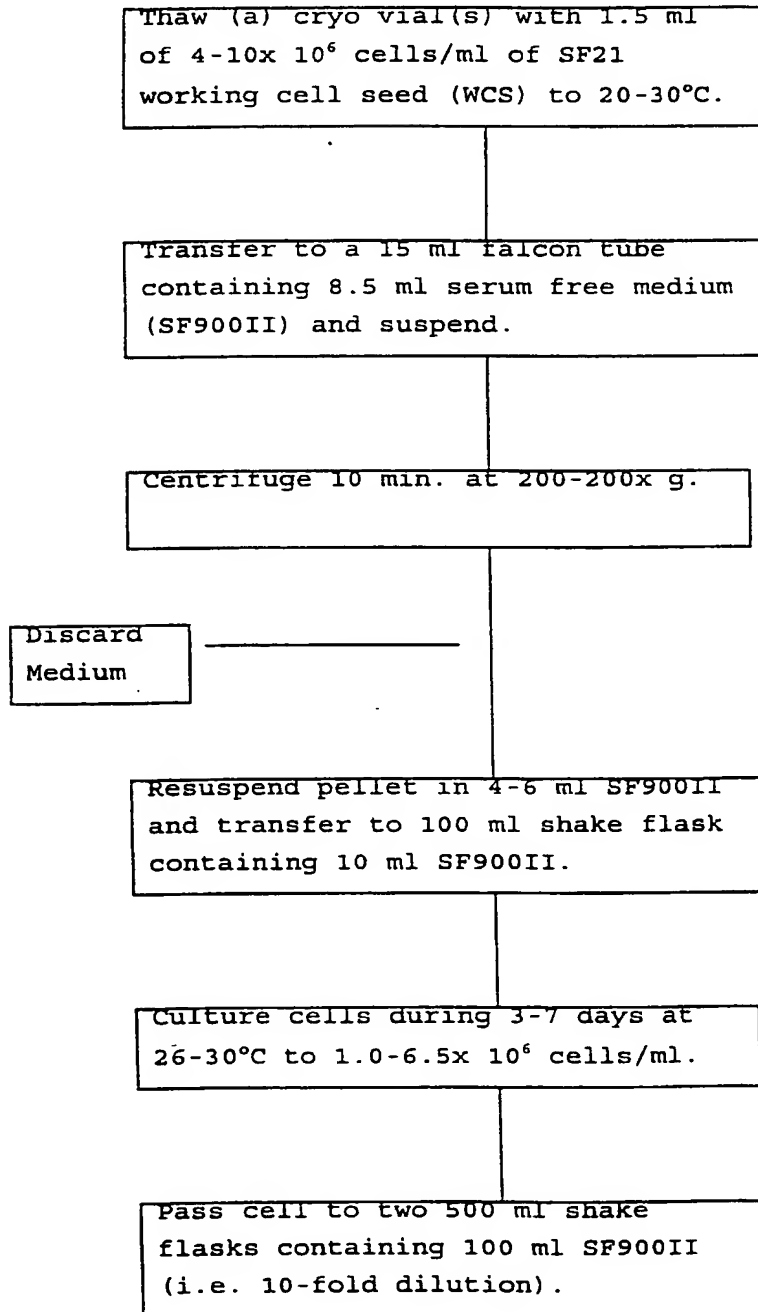 Thaw (a) cryo vial(s) with 1.5 ml
of 4-10x 10⁶ cells/ml of SF21
working cell seed (WCS) to 20-30°C.
Transfer to a 15 ml falcon tube
containing 8.5 ml serum free medium
(SF900II) and suspend.
Centrifuge 10 min. at 200-200x g.
Discard
Medium
Resuspend pellet in 4-6 ml SF900II
and transfer to 100 ml shake flask
containing 10 ml SF900II.
Culture cells during 3-7 days at
26-30°C to 1.0-6.5x 10⁶ cells/ml.
Pass cell to two 500 ml shake
flasks containing 100 ml SF900II
(i.e. 10-fold dilution).